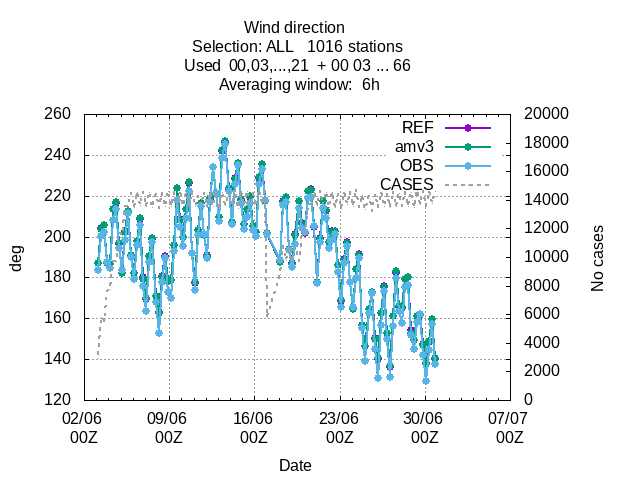 Wind direction
Selection: ALL   1016 stations
Used  00,03,...,21  + 00 03 ... 66
Averaging window:  6h
260
240
220
200
180
160
140
120
deg
20000
18000
16000
14000
12000
10000
8000
6000
4000
2000
0
No cases
REF
amv3
OBS
CASES
02/06 09/06 16/06 23/06 30/06 07/07
00Z 00Z 00Z 00Z 00Z 00Z
Date